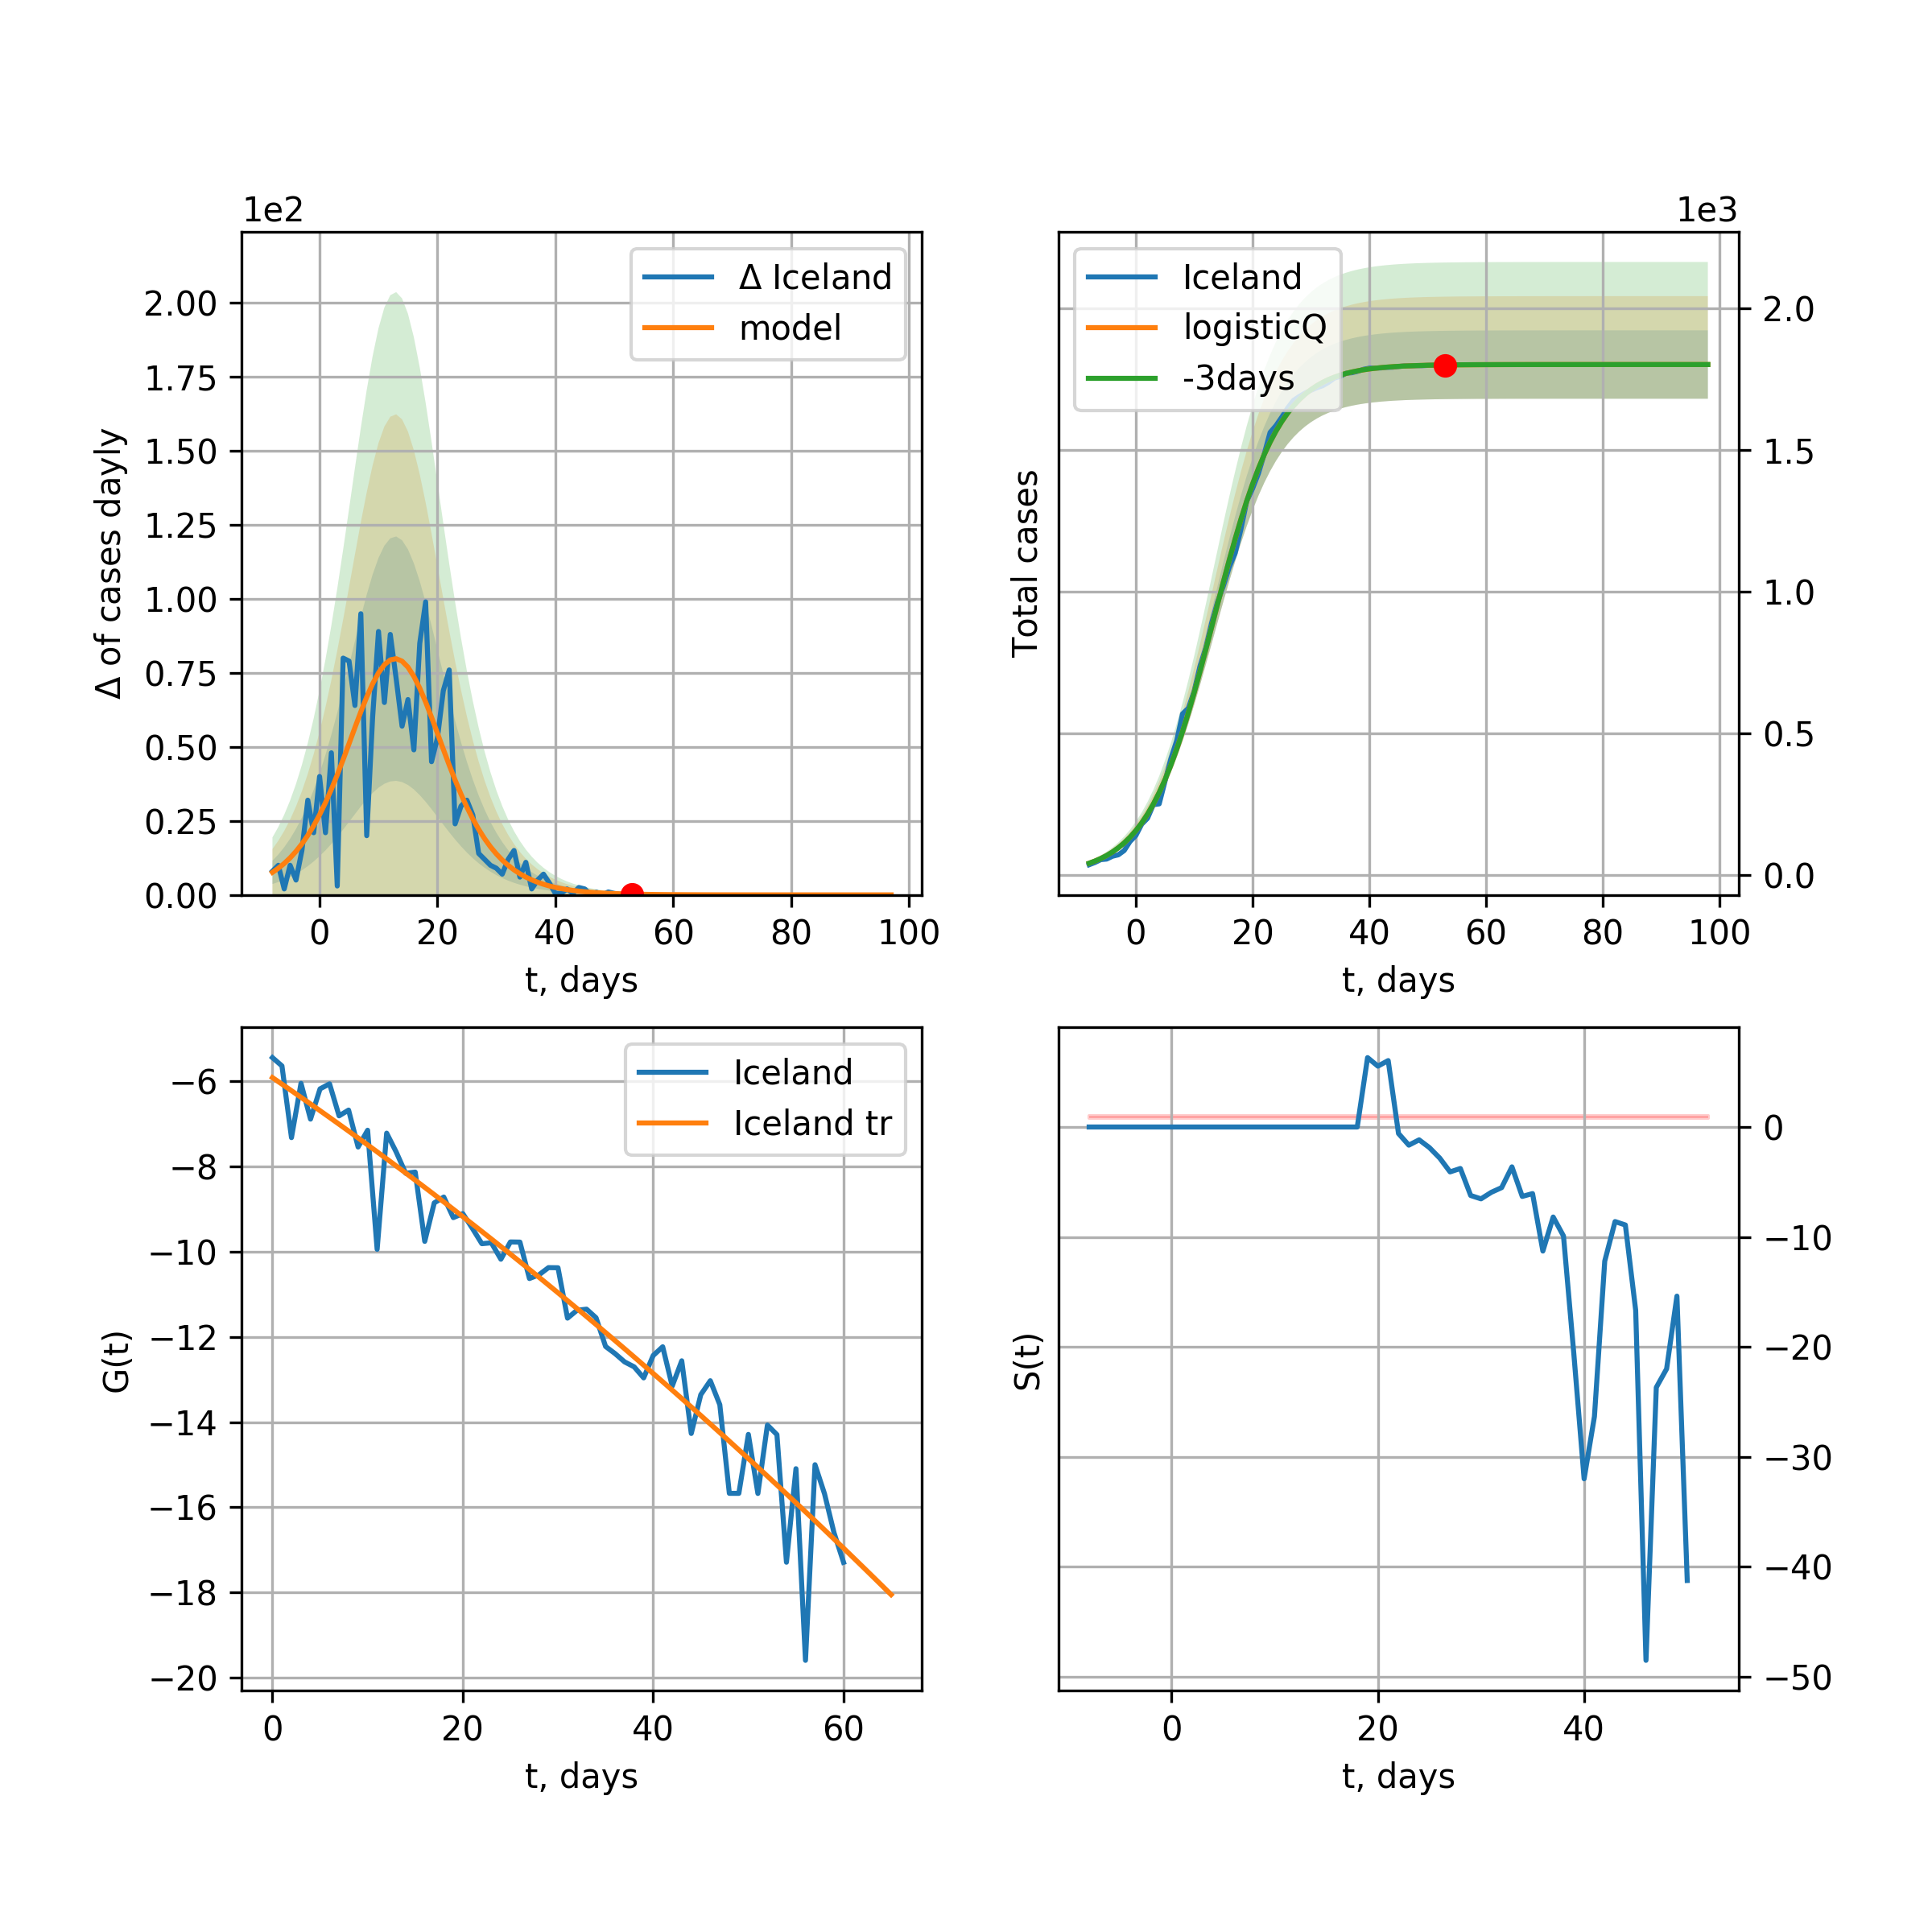 1e2
Δ of cases dayly
2.00
1.75
1.50
1.25
1.00
0.75
0.50
0.25
0.00
Δ Iceland
model
0 20 40 60 80 100
t, days
1e3
Total cases
Iceland
logisticQ
-3days
2.0
1.5
1.0
0.5
0.0
0 20 40 60 80 100
t, days
G(t)
−6
−8
−10
−12
−14
−16
−18
−20
Iceland
Iceland tr
0 20 40 60
t, days
S(t)
0
−10
−20
−30
−40
−50
0 20 40
t, days